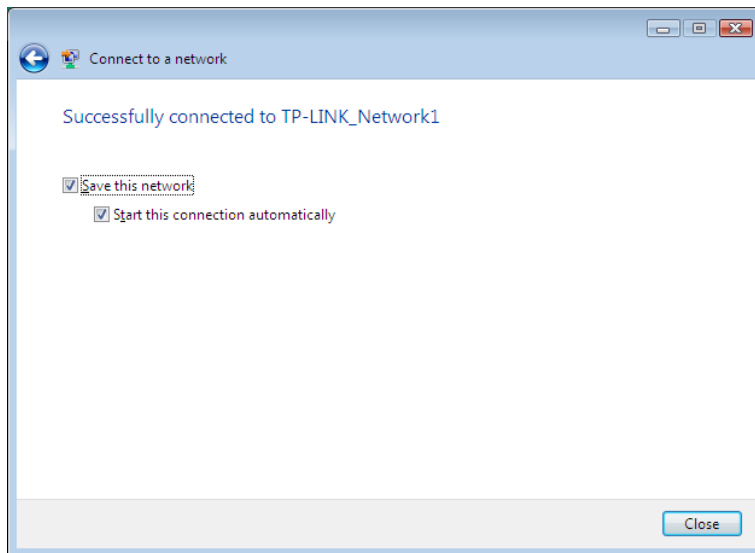 Connect to a network
Successfully connected to TP-LINK_Network1
Save this network
Start this connection automatically
Close